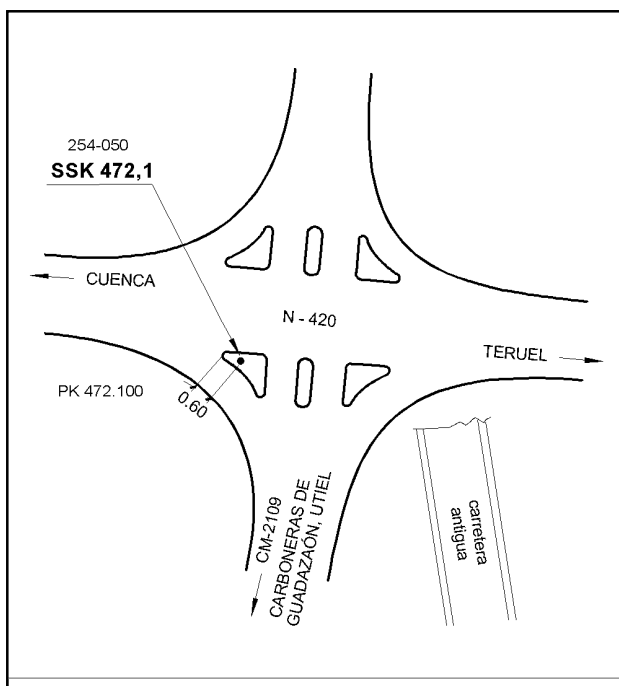 254-050
SSK 472,1
CUENCA
N - 420
TERUEL
PK 472.100
0.60
CM-2109
CARBONERAS DE
GUADAZAÓN, UTIEL
carretera
antigua